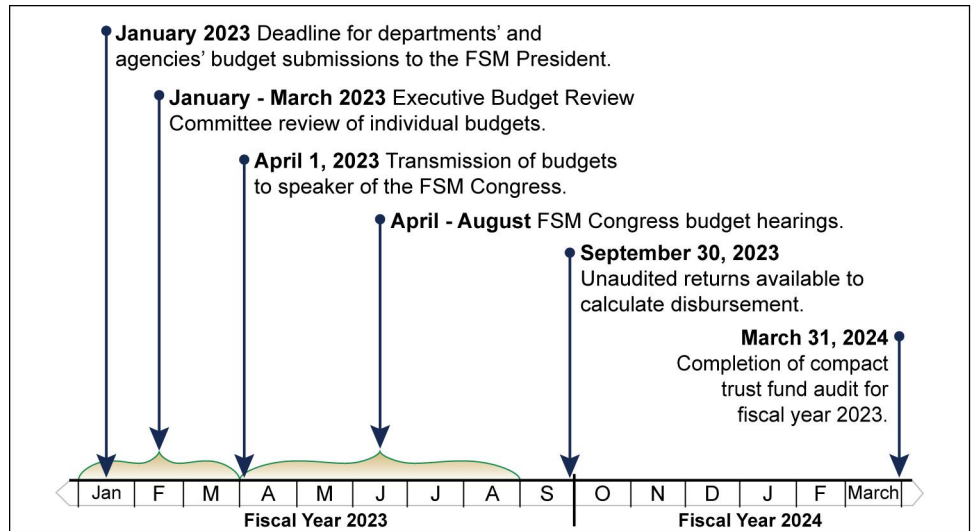 January 2023 Deadline for departments’ and
agencies’ budget submissions to the FSM President.
January - March 2023 Executive Budget Review
Committee review of individual budgets.
April 1, 2023 Transmission of budgets
to speaker of the FSM Congress.
April - August FSM Congress budget hearings.
September 30, 2023
Unaudited returns available to
calculate disbursement.
March 31, 2024
Completion of compact
trust fund audit for
fiscal year 2023.
Jan F M A M J J A S O N D J F March
Fiscal Year 2023 Fiscal Year 2024